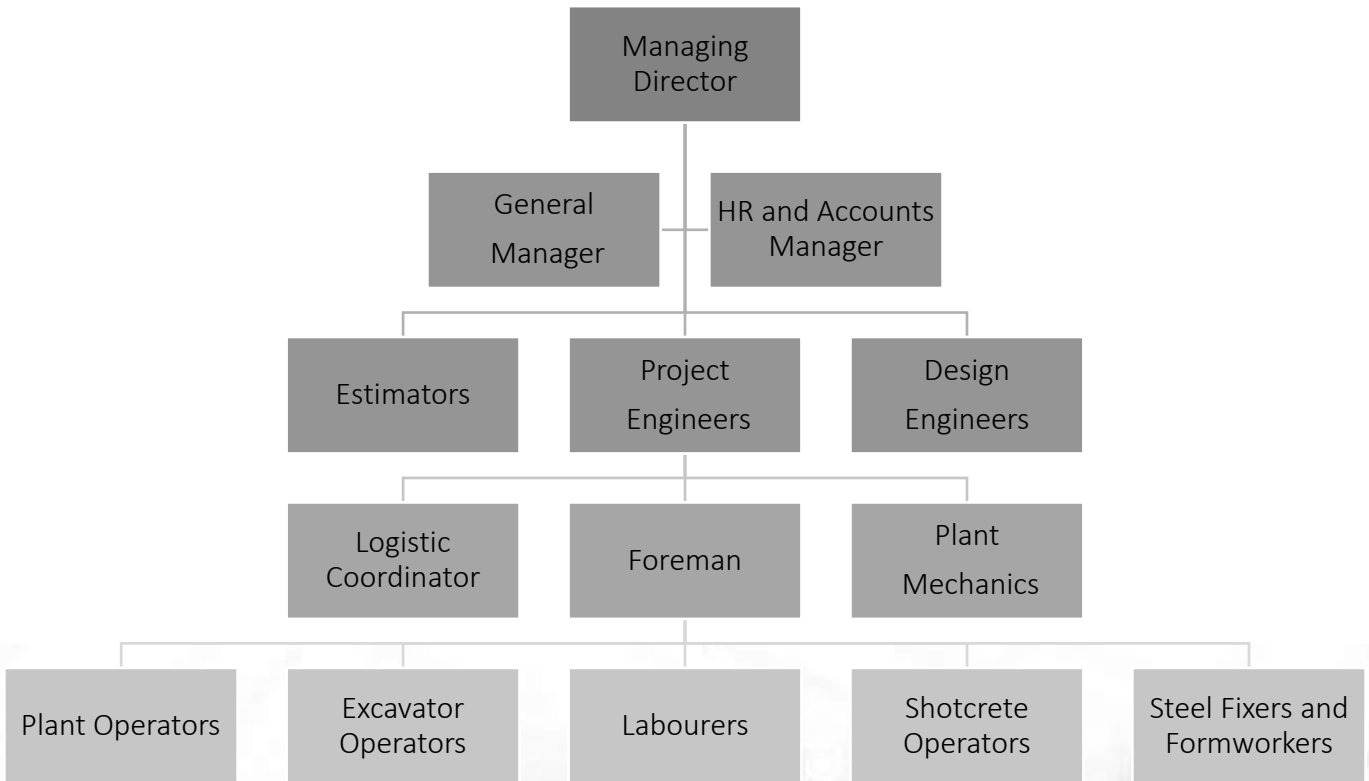 Managing
Director
General
Manager
HR and Accounts
Manager
Estimators
Project
Engineers
Design
Engineers
Logistic
Coordinator
Foreman
Plant
Mechanics
Plant Operators
Excavator
Operators
Labourers
Shotcrete
Operators
Steel Fixers and
Formworkers